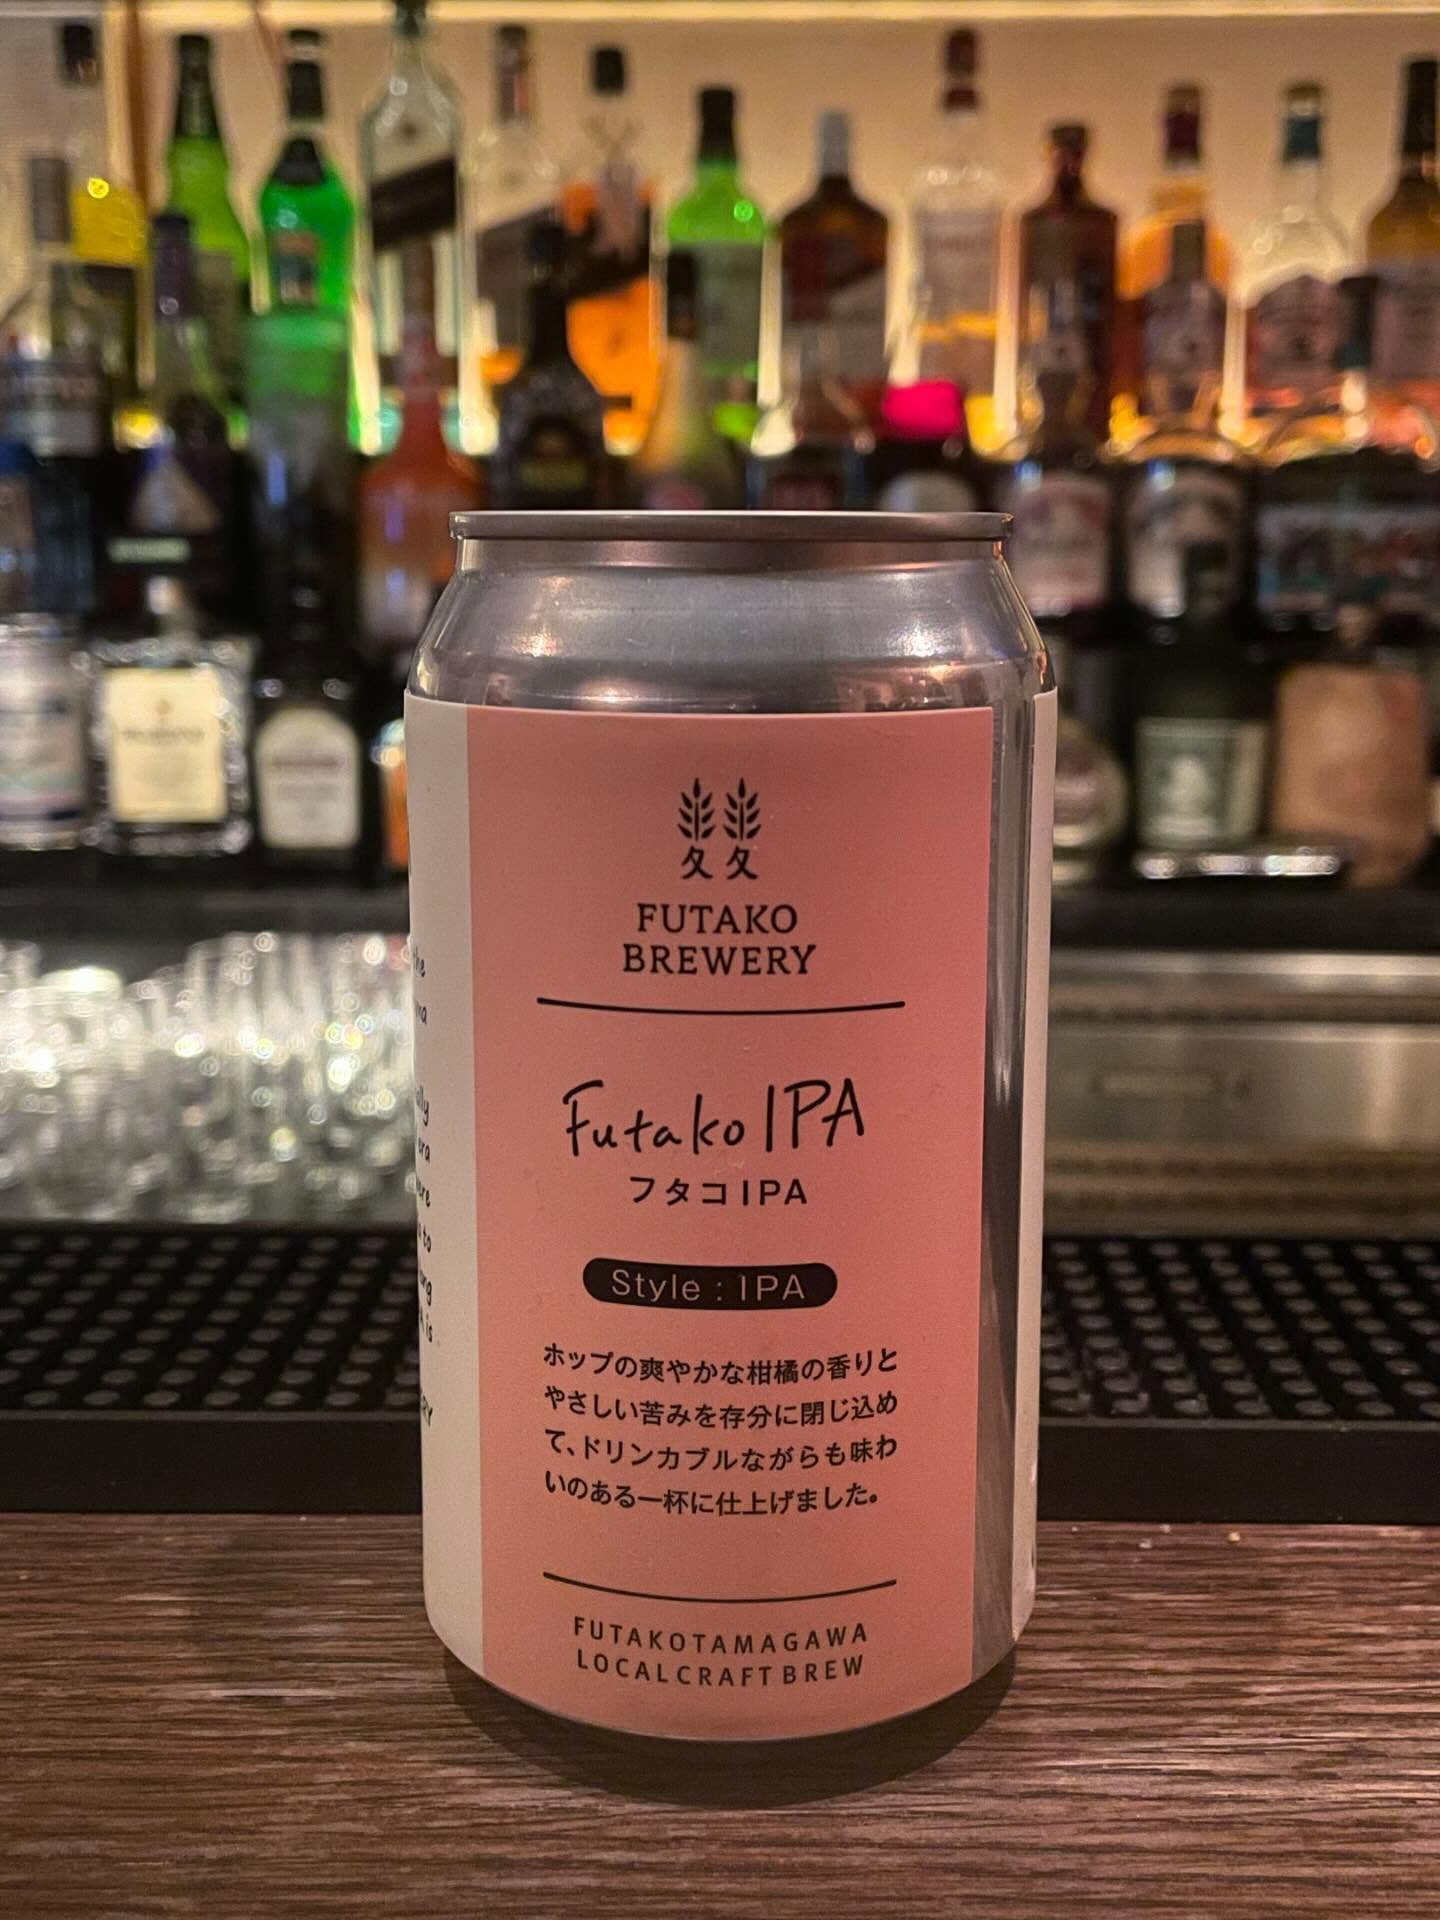 FUTAKO
BREWERY
Futako IPA
フタコIPA
Style : IPA
ホップの爽やかな柑橘の香りと
やさしい苦みを存分に閉じ込め
て、ドリンカブルながらも味わ
いのある一杯に仕上げました。
FUTAKOTAMAGAWA
LOCAL CRAFT BREW